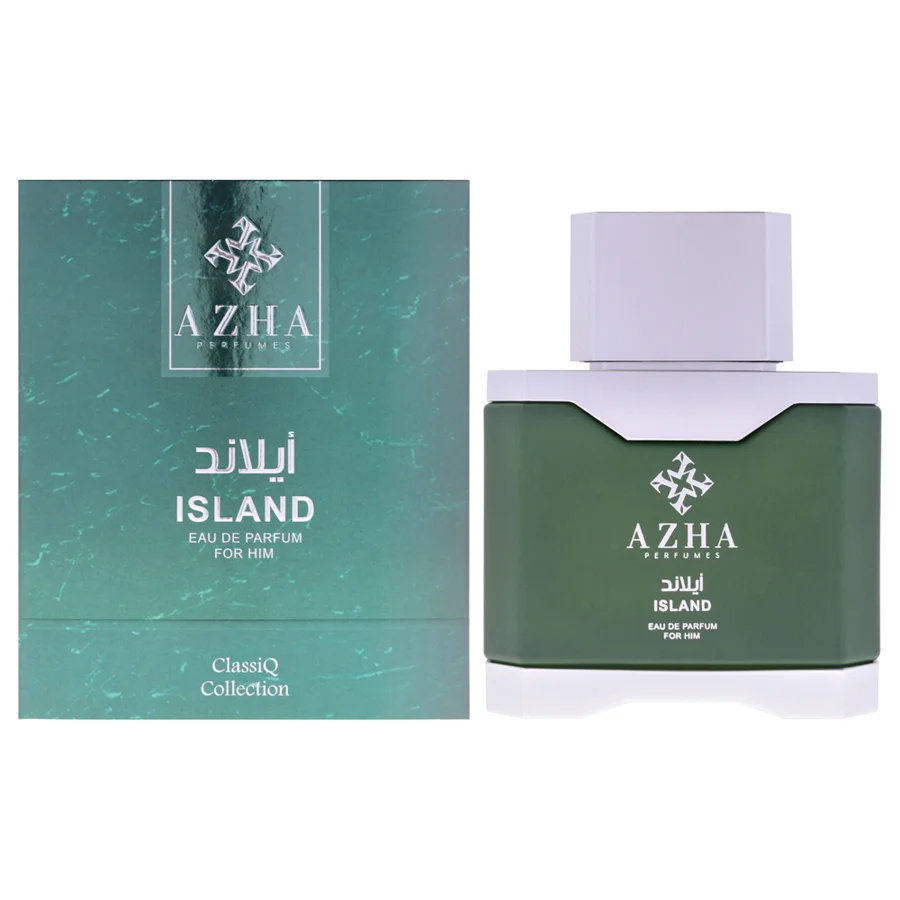 AZHA
PERFUMES
أيلاند
ISLAND
EAU DE PARFUM
FOR HIM
ClassiQ
Collection
AZHA
PERFUMES
أيلاند
ISLAND
EAU DE PARFUM
FOR HIM